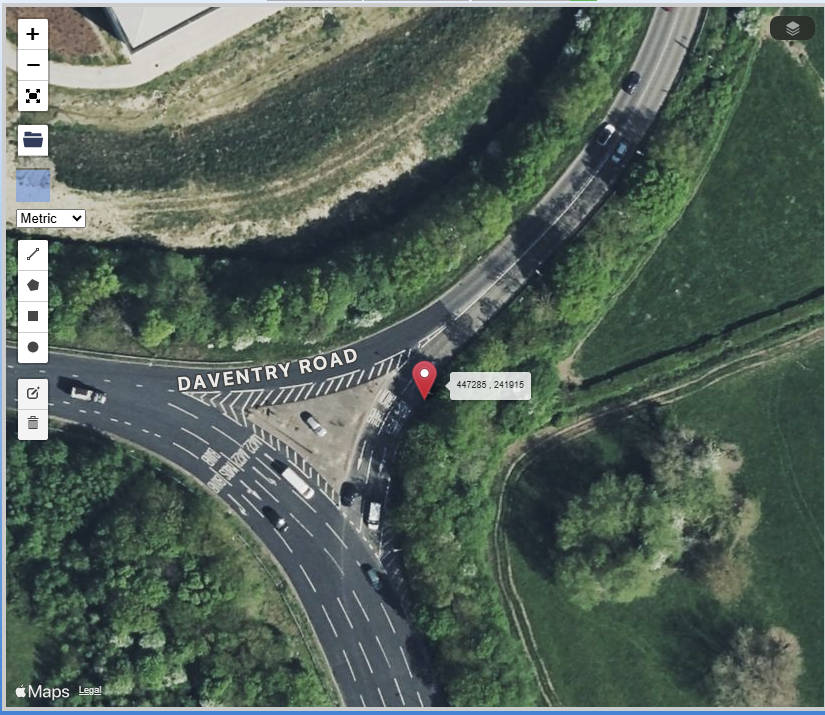 +
−
Metric
DAVENTRY ROAD
447285 , 241915
Maps
Legal